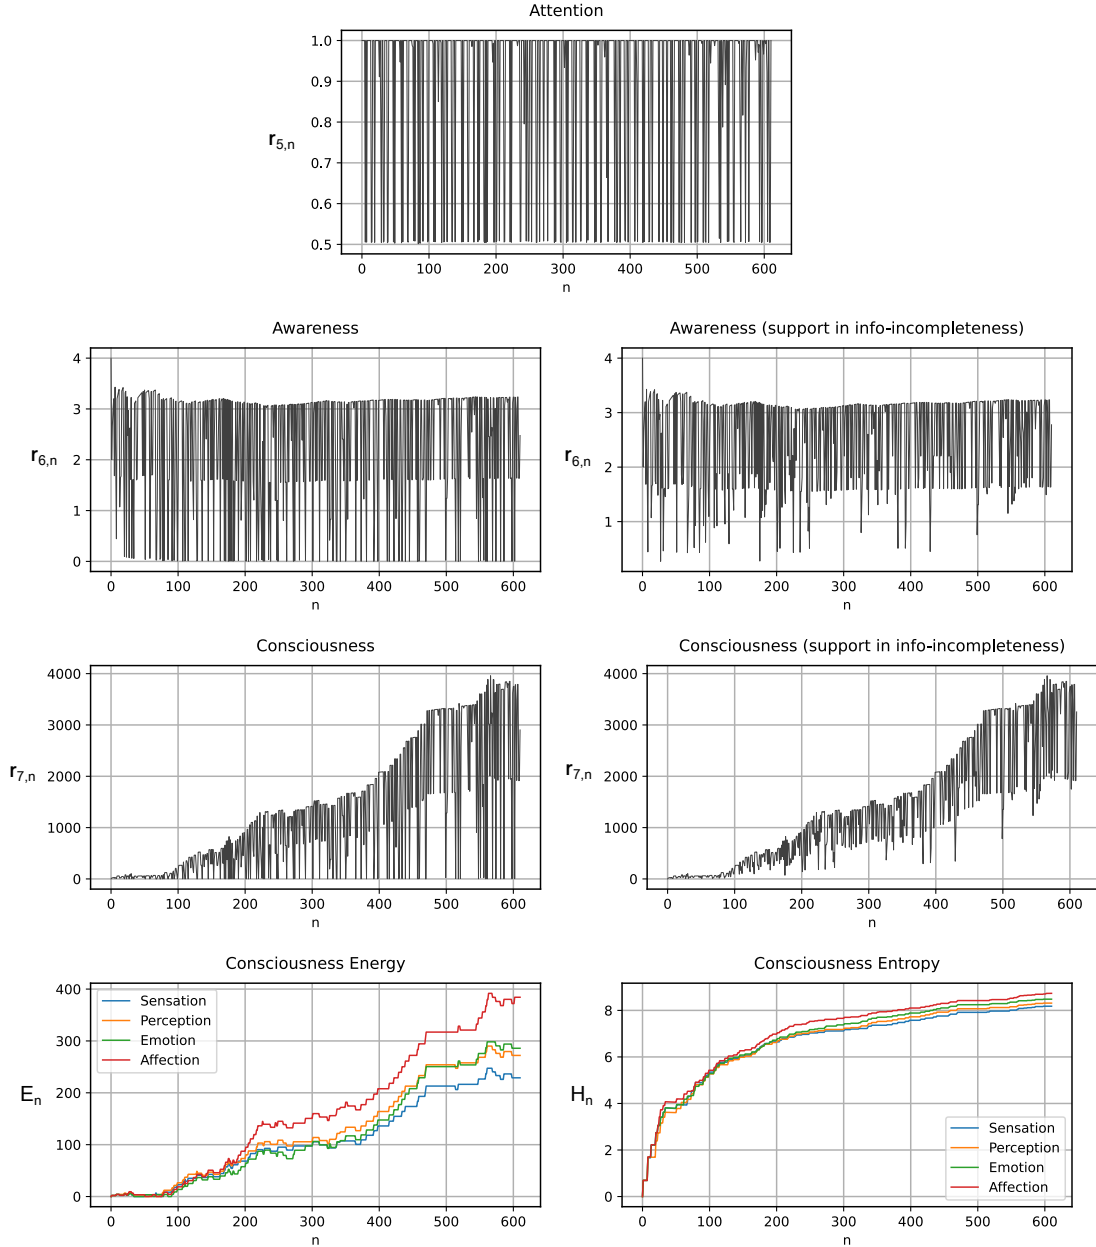 Attention
1.0
0.9
0.8
0.7
0.6
0.5
r5,n
0 100 200 300 400 500 600
n
Awareness
4
3
2
1
0
r6,n
0 100 200 300 400 500 600
n
Awareness (support in info-incompleteness)
4
3
2
1
r6,n
0 100 200 300 400 500 600
n
Consciousness
4000
3000
2000
1000
0
r7,n
0 100 200 300 400 500 600
n
Consciousness (support in info-incompleteness)
4000
3000
2000
1000
0
r7,n
0 100 200 300 400 500 600
n
Consciousness Energy
400
300
200
100
0
En
Sensation
Perception
Emotion
Affection
0 100 200 300 400 500 600
n
Consciousness Entropy
8
6
4
2
0
Hn
Sensation
Perception
Emotion
Affection
0 100 200 300 400 500 600
n